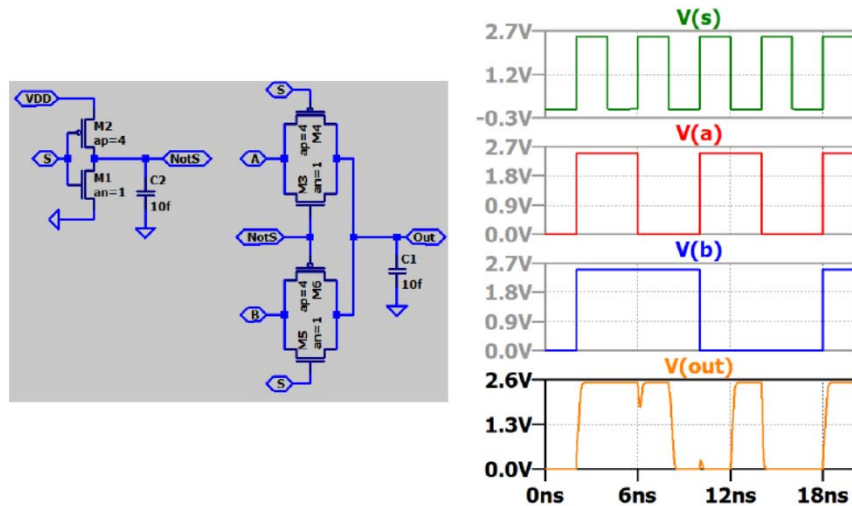 VDD
M2
ap=4
S
NotS
M1
an=1
C2
10f
S
ap=4
M4
A
M3
an=1
NotS
Out
C1
10f
ap=4
M6
B
M5
an=1
S
V(s)
2.7V
1.2V
-0.3V
V(a)
2.7V
1.8V
0.9V
0.0V
V(b)
2.7V
1.8V
0.9V
0.0V
V(out)
2.6V
1.3V
0.0V
0ns 6ns 12ns 18ns